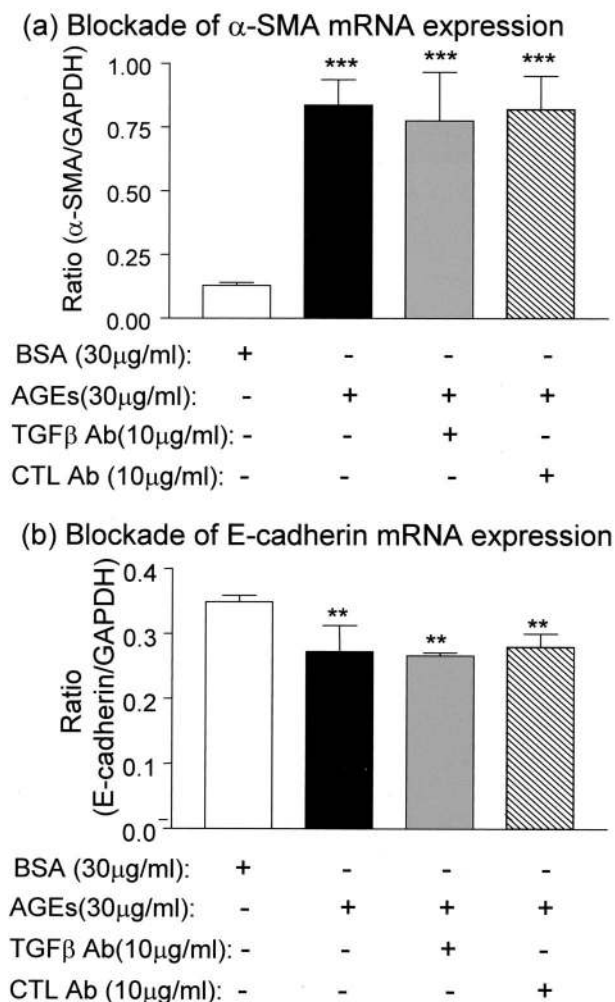 (a) Blockade of α-SMA mRNA expression
*** *** ***
1.00
0.75
0.50
0.25
0.00
Ratio (α-SMA/GAPDH)
BSA (30μg/ml): + - - -
AGEs(30μg/ml): - + + +
TGFβ Ab(10μg/ml): - - + -
CTL Ab (10μg/ml): - - - +
(b) Blockade of E-cadherin mRNA expression
** ** **
0.4
0.3
0.2
0.1
0.0
Ratio
(E-cadherin/GAPDH)
BSA (30μg/ml): + - - -
AGEs(30μg/ml): - + + +
TGFβ Ab(10μg/ml): - - + -
CTL Ab (10μg/ml): - - - +